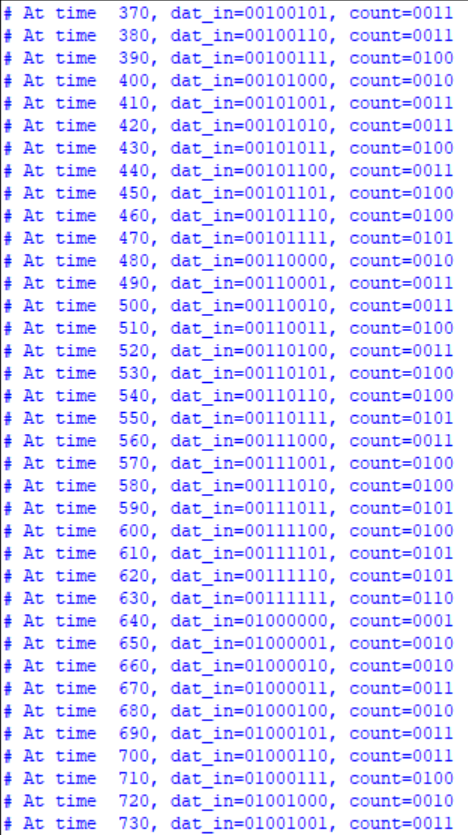 # At time  370, dat_in=00100101, count=0011
# At time  380, dat_in=00100110, count=0011
# At time  390, dat_in=00100111, count=0100
# At time  400, dat_in=00101000, count=0010
# At time  410, dat_in=00101001, count=0011
# At time  420, dat_in=00101010, count=0011
# At time  430, dat_in=00101011, count=0100
# At time  440, dat_in=00101100, count=0011
# At time  450, dat_in=00101101, count=0100
# At time  460, dat_in=00101110, count=0100
# At time  470, dat_in=00101111, count=0101
# At time  480, dat_in=00110000, count=0010
# At time  490, dat_in=00110001, count=0011
# At time  500, dat_in=00110010, count=0011
# At time  510, dat_in=00110011, count=0100
# At time  520, dat_in=00110100, count=0011
# At time  530, dat_in=00110101, count=0100
# At time  540, dat_in=00110110, count=0100
# At time  550, dat_in=00110111, count=0101
# At time  560, dat_in=00111000, count=0011
# At time  570, dat_in=00111001, count=0100
# At time  580, dat_in=00111010, count=0100
# At time  590, dat_in=00111011, count=0101
# At time  600, dat_in=00111100, count=0100
# At time  610, dat_in=00111101, count=0101
# At time  620, dat_in=00111110, count=0101
# At time  630, dat_in=00111111, count=0110
# At time  640, dat_in=01000000, count=0001
# At time  650, dat_in=01000001, count=0010
# At time  660, dat_in=01000010, count=0010
# At time  670, dat_in=01000011, count=0011
# At time  680, dat_in=01000100, count=0010
# At time  690, dat_in=01000101, count=0011
# At time  700, dat_in=01000110, count=0011
# At time  710, dat_in=01000111, count=0100
# At time  720, dat_in=01001000, count=0010
# At time  730, dat_in=01001001, count=0011